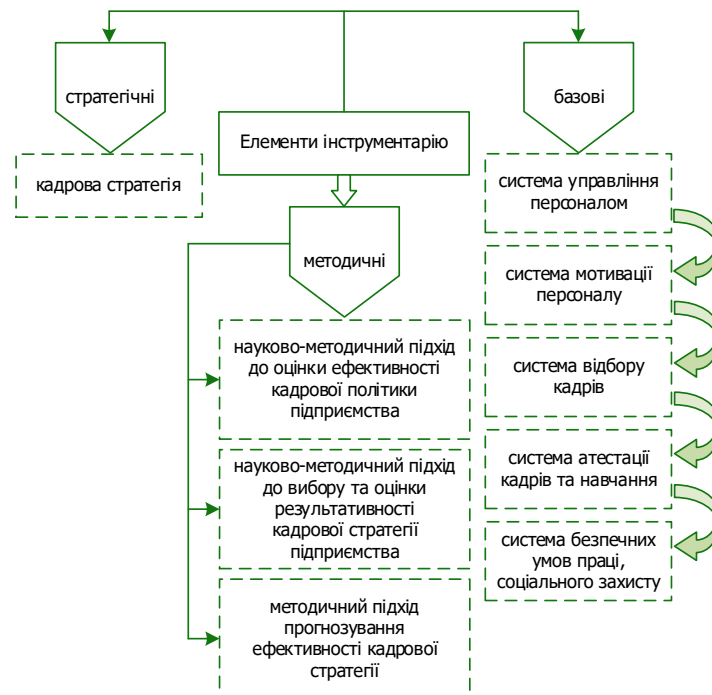 стратегічні
базові
Елементи інструментарію
кадрова стратегія
методичні
науково-методичний підхід
до оцінки ефективності
кадрової політики
підприємства
науково-методичний підхід
до вибору та оцінки
результативності
кадрової стратегії
підприємства
методичний підхід
прогнозування
ефективності кадрової
стратегії
система управління
персоналом
система мотивації
персоналу
система відбору
кадрів
система атестації
кадрів та навчання
система безпечних
умов праці,
соціального захисту